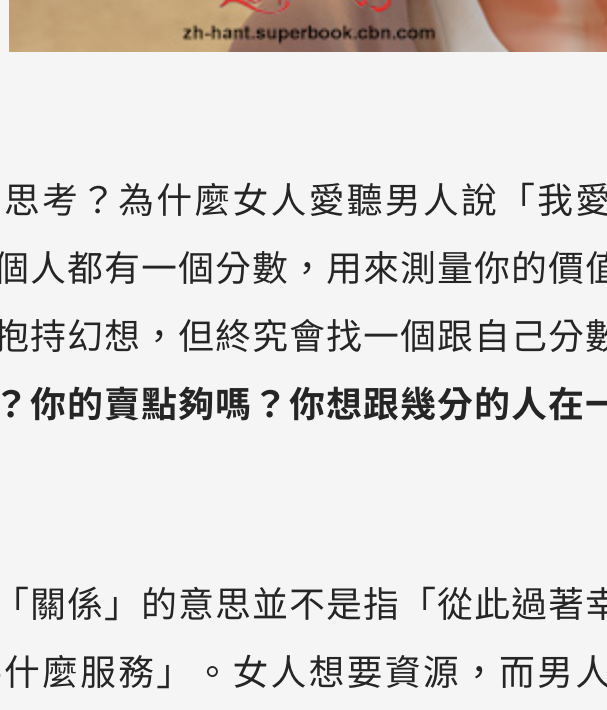 zh-hant.superbook.cbn.com
思考？為什麼女人愛聽男人說「我愛
個人都有一個分數，用來測量你的價值
抱持幻想，但終究會找一個跟自己分數
？你的賣點夠嗎？你想跟幾分的人在一
「關係」的意思並不是指「從此過著幸
什麼服務」。女人想要資源，而男人